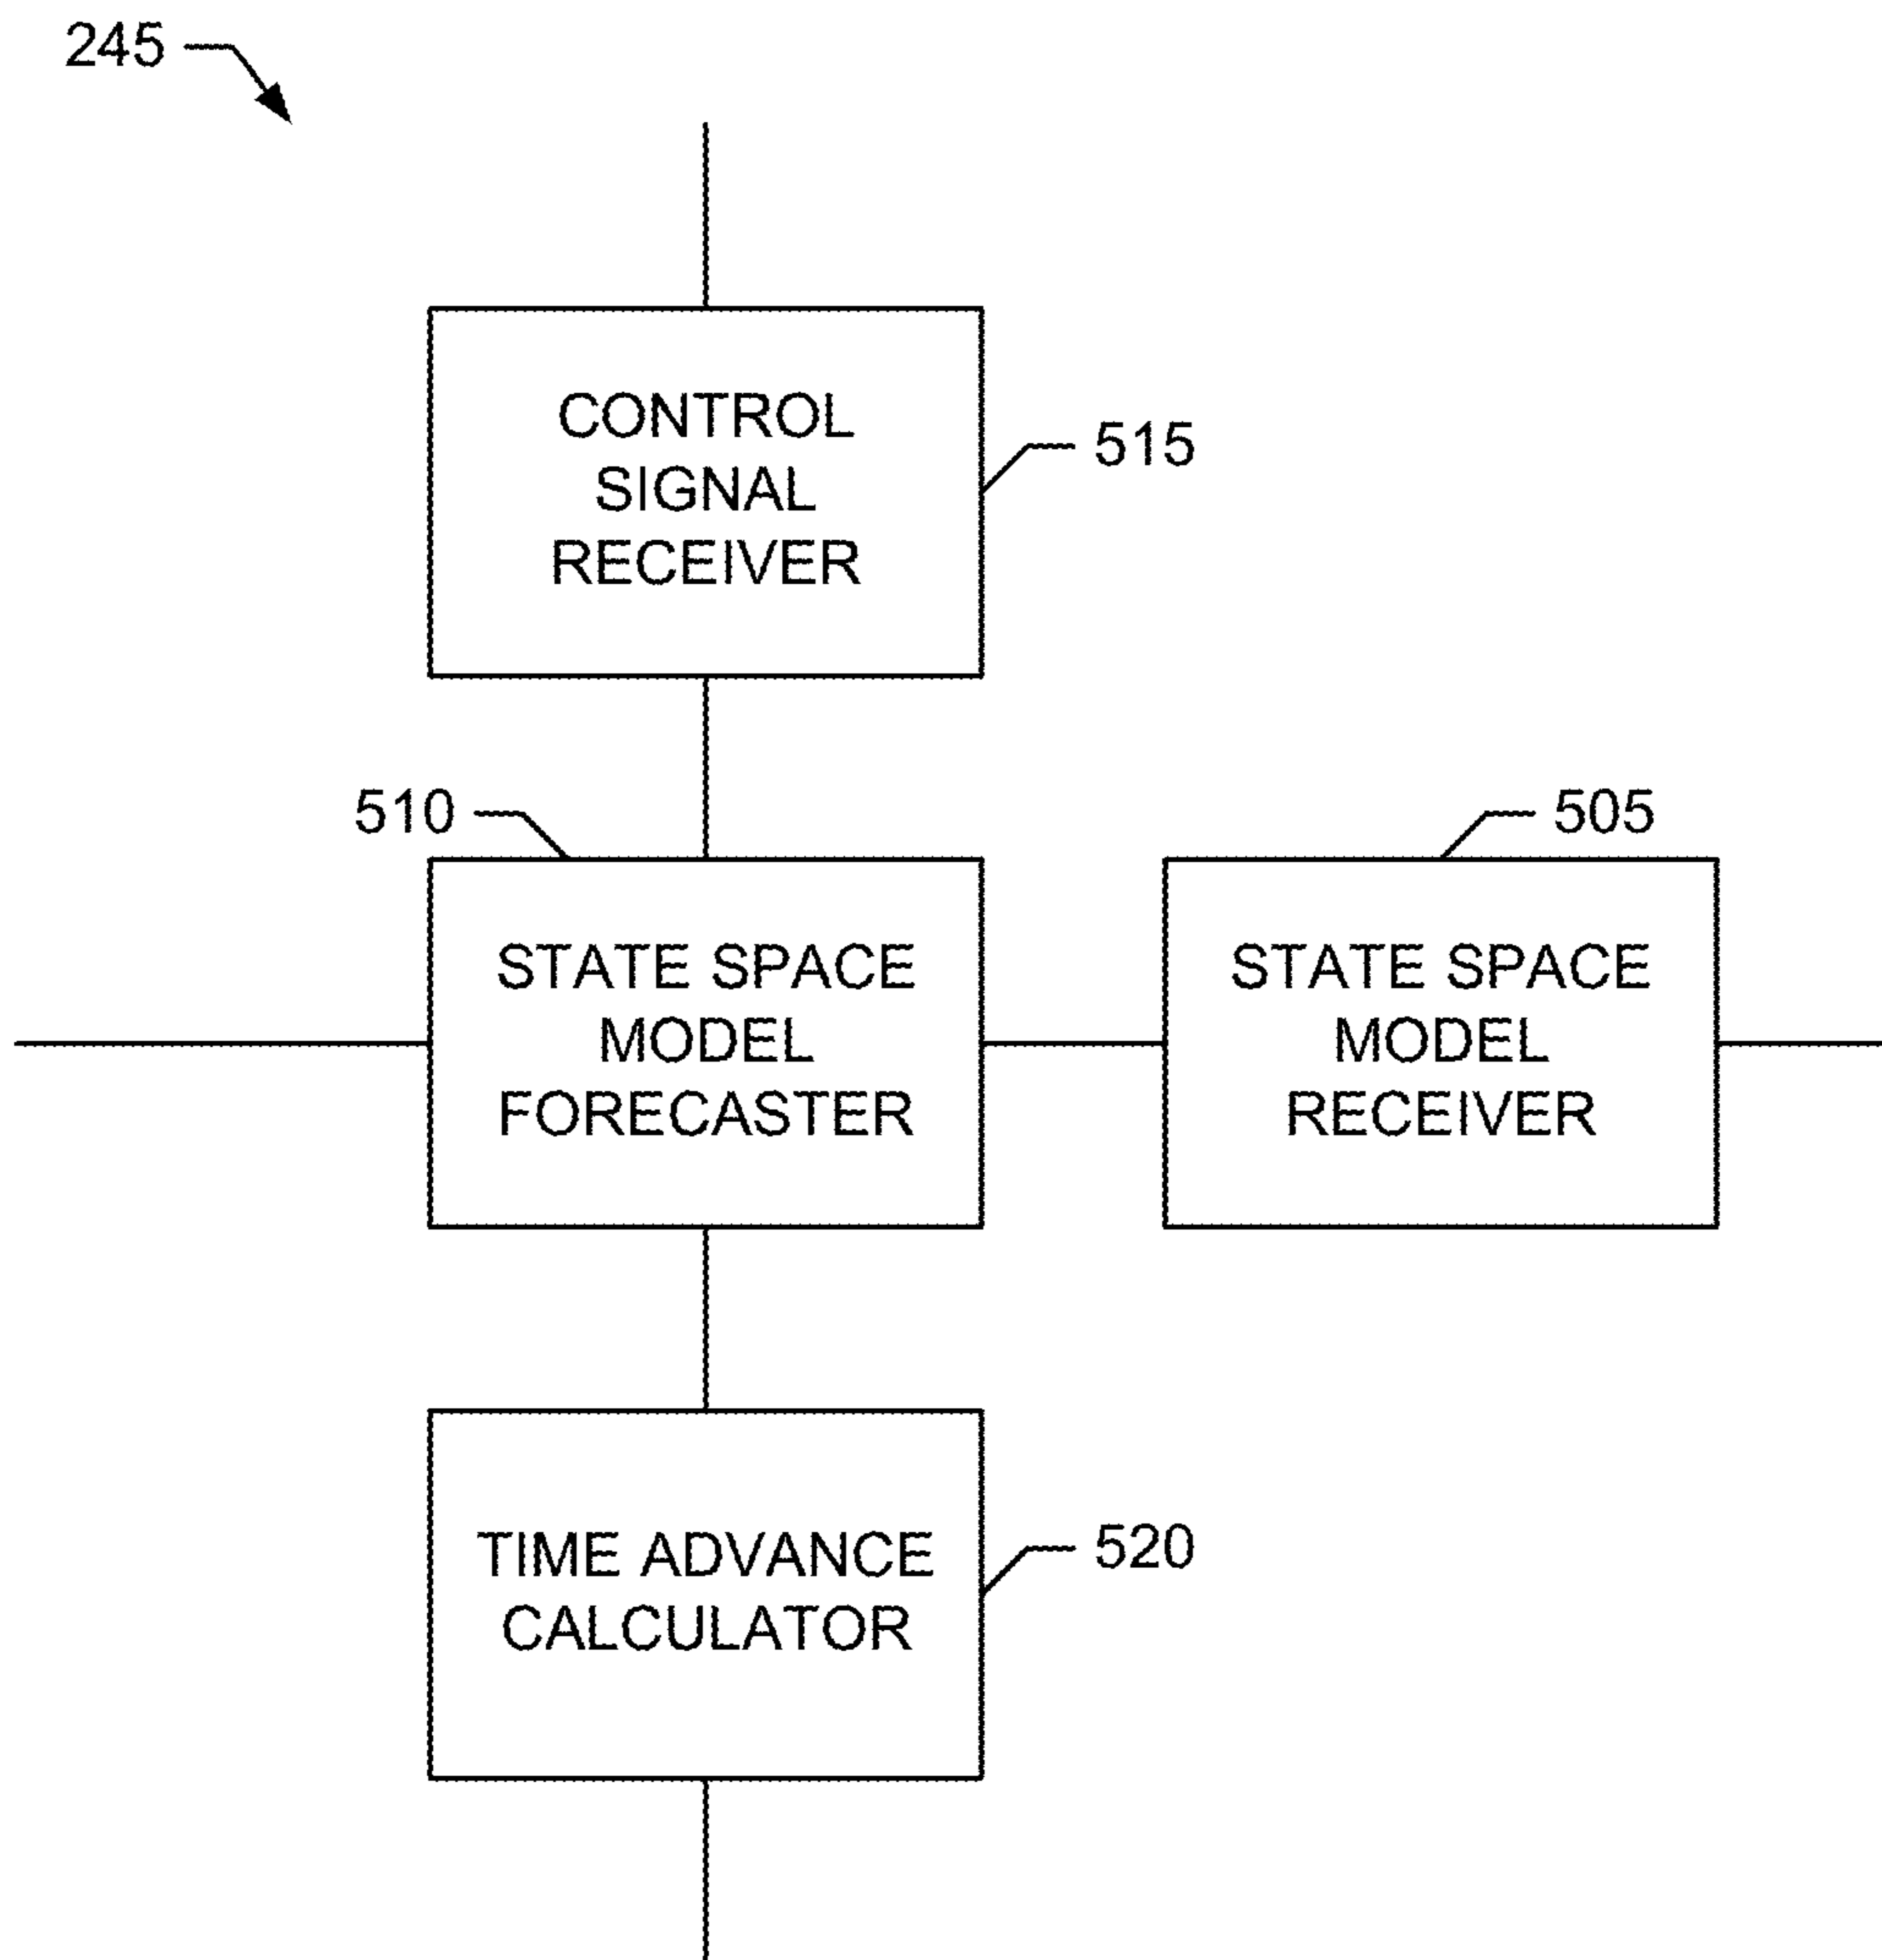 245
CONTROL
SIGNAL
RECEIVER
515
510
505
STATE SPACE
MODEL
FORECASTER
STATE SPACE
MODEL
RECEIVER
TIME ADVANCE
CALCULATOR
520